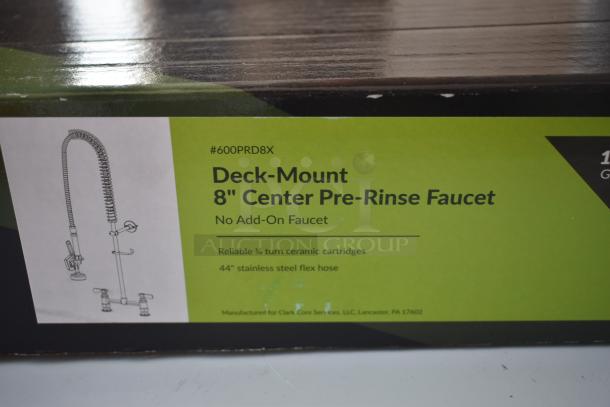 #600PRD8X
Deck-Mount
8" Center Pre-Rinse Faucet
No Add-On Faucet
AUCTION GROUP
Reliable ¼ turn ceramic cartridges
44" stainless steel flex hose
Manufactured for Clark Core Services, LLC, Lancaster, PA 17602
1
G